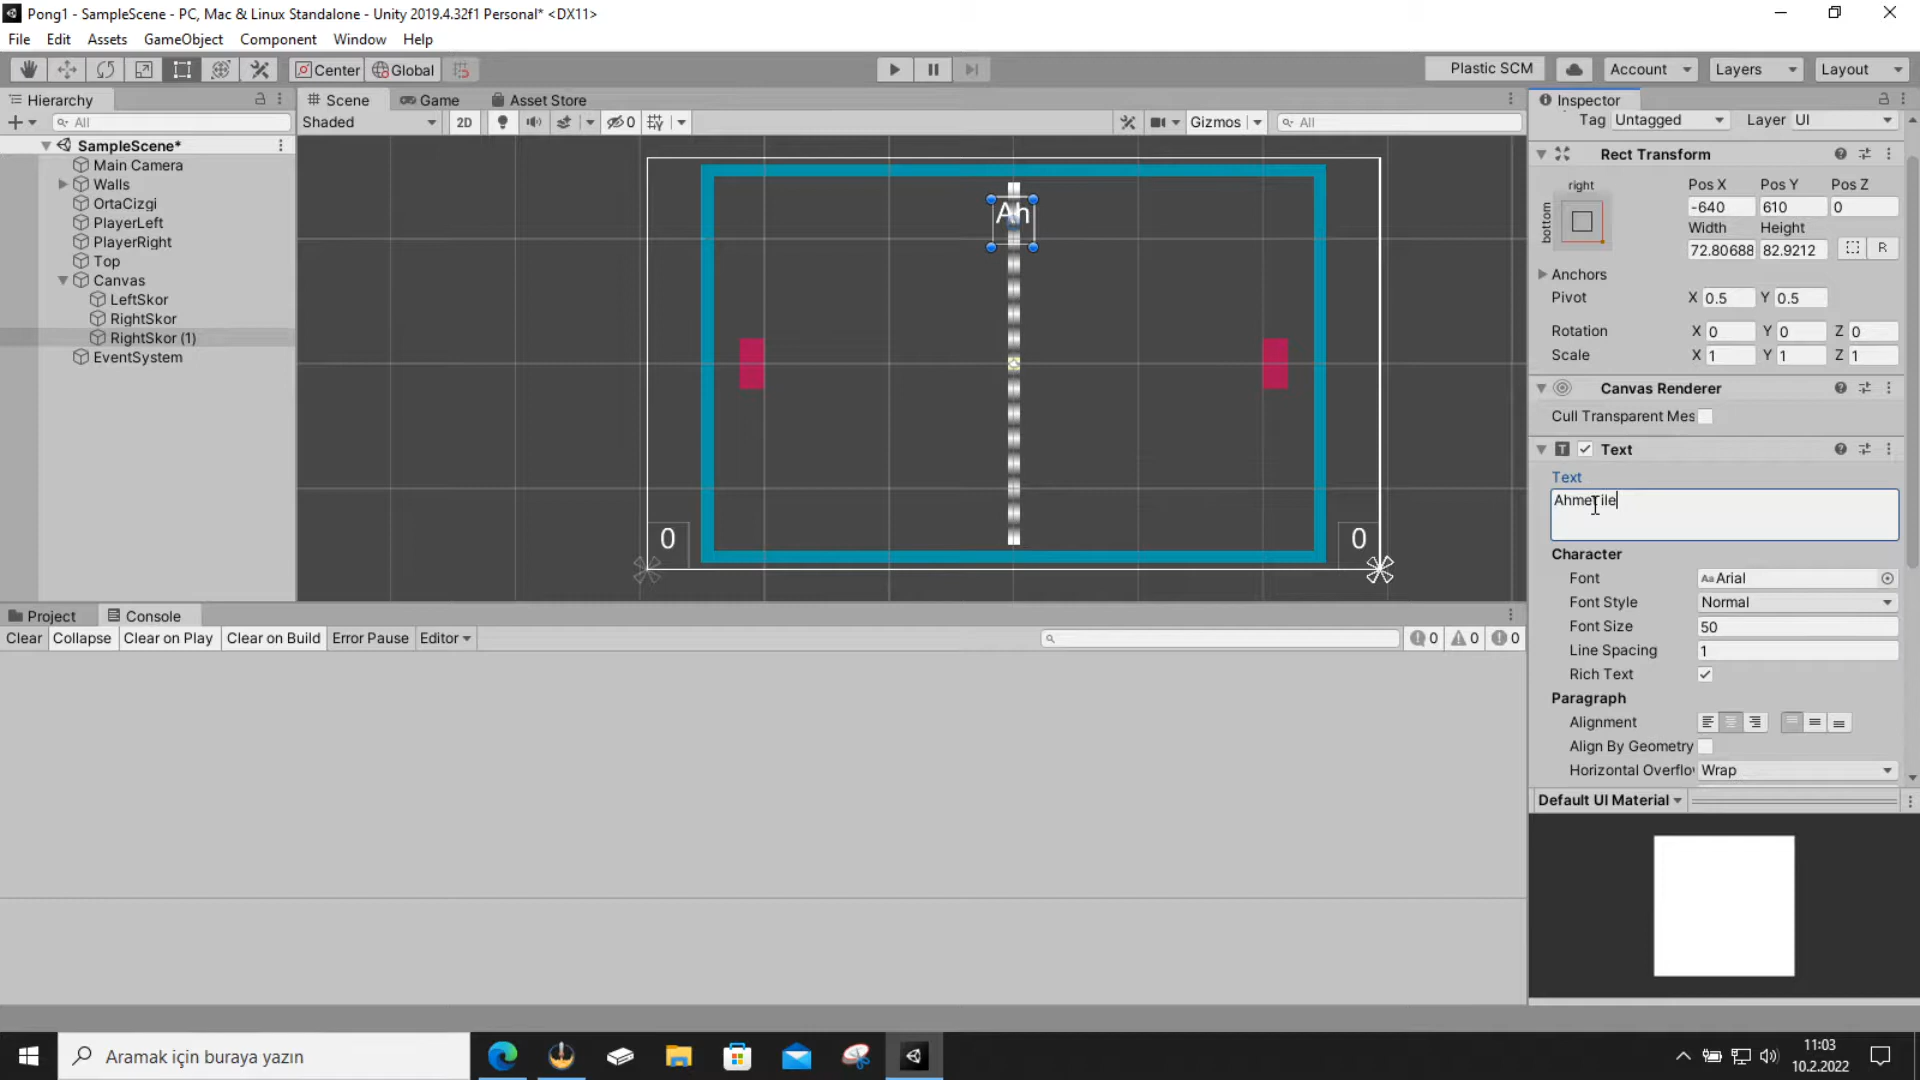 Pong1 - SampleScene - PC, Mac & Linux Standalone - Unity 2019.4.32f1 Personal* <DX11>
File Edit Assets GameObject Component Window Help
Center Global Plastic SCM Account Layers Layout
Hierarchy Scene Game Asset Store Inspector
All Shaded 2D 0 Gizmos All Tag Untagged Layer UI
SampleScene*
Main Camera
Walls
OrtaCizgi
PlayerLeft
PlayerRight
Top
Canvas
LeftSkor
RightSkor
RightSkor (1)
EventSystem
Ah
0
0
Rect Transform
right Pos X Pos Y Pos Z
bottom -640 610 0
Width Height
72.80688 82.9212 R
Anchors
Pivot X 0.5 Y 0.5
Rotation X 0 Y 0 Z 0
Scale X 1 Y 1 Z 1
Canvas Renderer
Cull Transparent Mes
Text
Text
Ahmet ile
Character
Font Arial
Font Style Normal
Font Size 50
Line Spacing 1
Rich Text
Paragraph
Alignment
Align By Geometry
Horizontal Overflo Wrap
Default UI Material
Project Console
Clear Collapse Clear on Play Clear on Build Error Pause Editor 0 0 0
Aramak için buraya yazın
11:03
10.2.2022